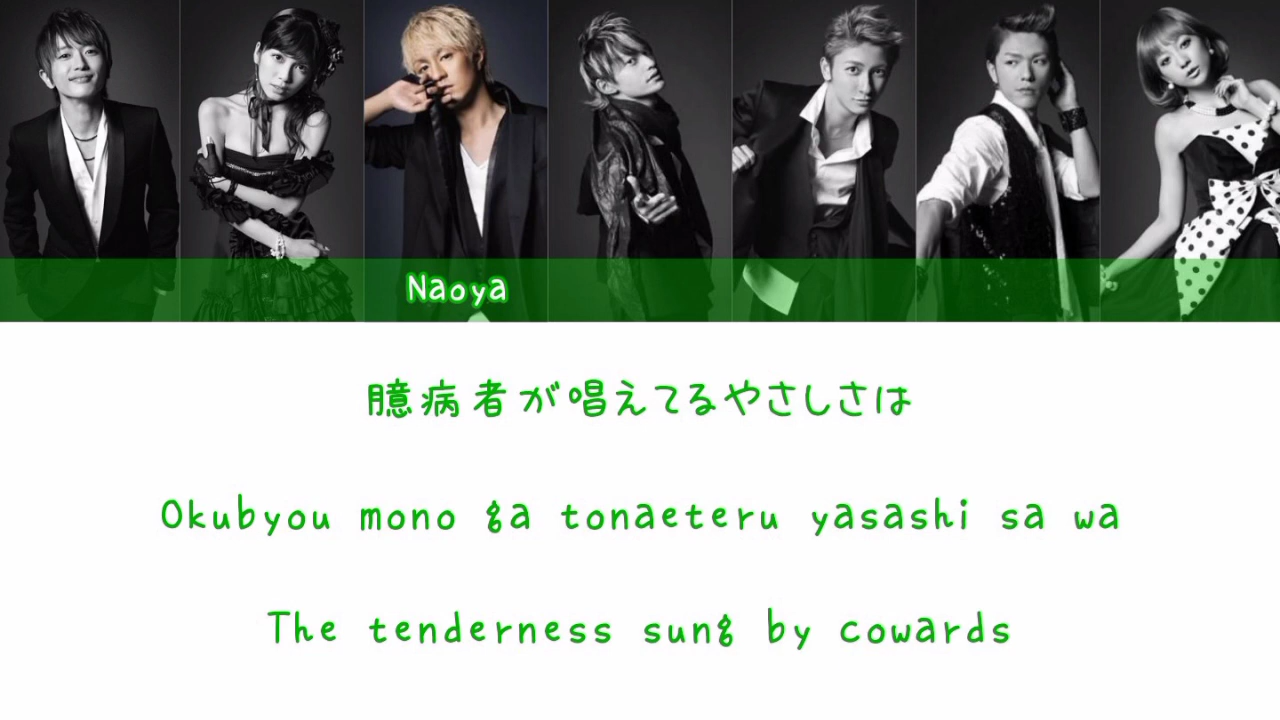 Naoya
臆病者が唱えてるやさしさは
Okubyou mono ga tonaeteru yasashi sa wa
The tenderness sung by cowards